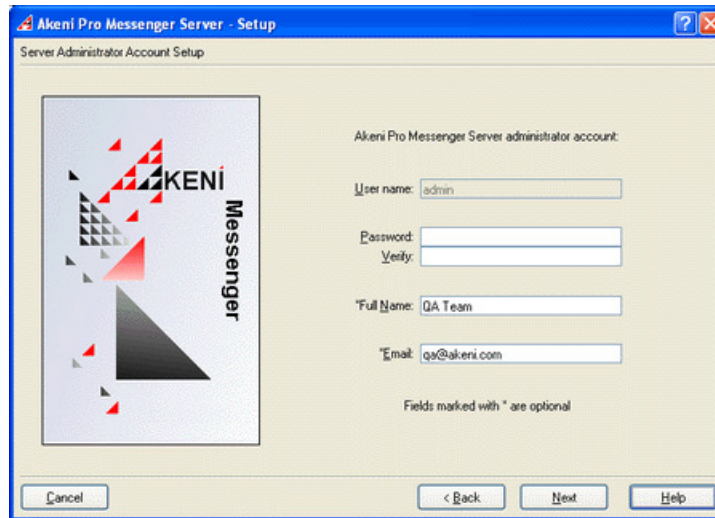 Akeni Pro Messenger Server - Setup
Server Administrator Account Setup
AKENI
Messenger
Akeni Pro Messenger Server administrator account:
User name: admin
Password:
Verify:
*Full Name: QA Team
*Email: qa@akeni.com
Fields marked with * are optional
Cancel
< Back
Next
Help